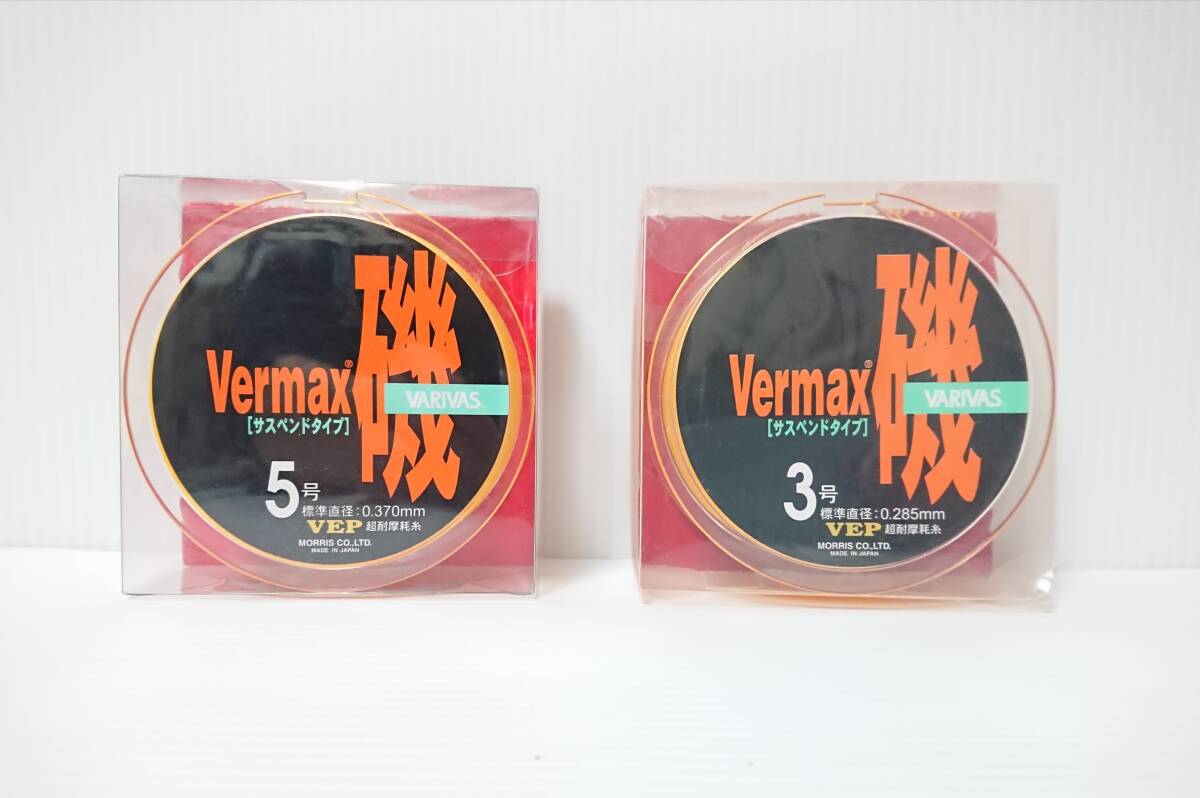 磯
Vermax®
VARIVAS®
[サスペンドタイプ]
5号
標準直径:0.370mm
VEP 超耐摩耗糸
MORRIS CO.,LTD.
MADE IN JAPAN
磯
Vermax®
VARIVAS
[サスペンドタイプ]
3号
標準直径:0.285mm
VEP 超耐摩耗糸
MORRIS CO.,LTD.
MADE IN JAPAN